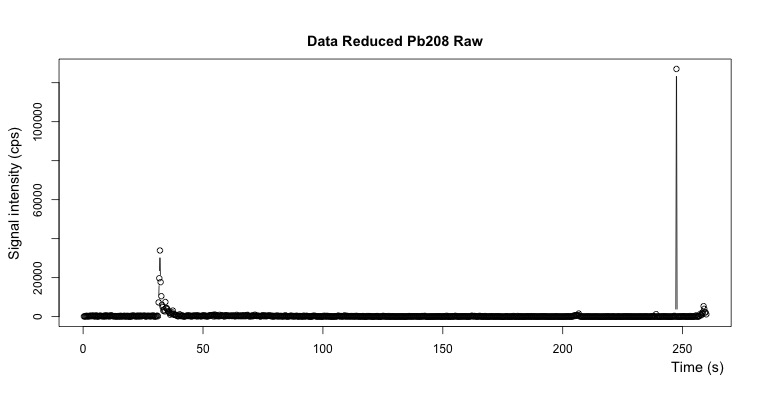 Data Reduced Pb208 Raw
Signal intensity (cps)
100000
60000
20000
0
0 50 100 150 200 250
Time (s)